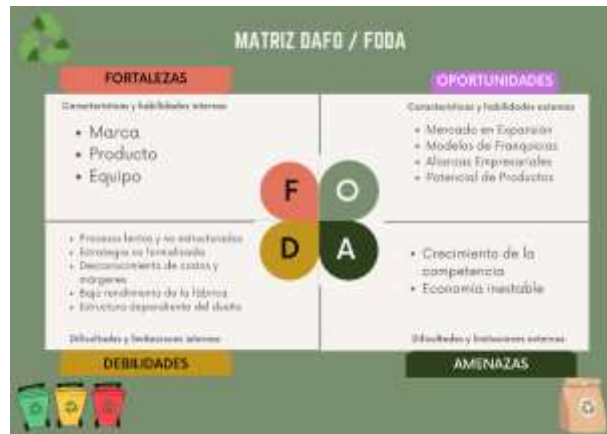 MATRIZ DAFO / FODA
FORTALEZAS
Características y habilidades internas
• Marca
• Producto
• Equipo
OPORTUNIDADES
Características y habilidades externas
• Mercado en Expansión
• Modelos de Franquicias
• Alianzas Empresariales
• Potencial de Productos
F
O
D
A
• Procesos lentos y no estructurados
• Estrategia no formalizada
• Desconocimiento de costos y
márgenes
• Bajo rendimiento de la fábrica
• Estructura dependiente del dueño
Dificultades y limitaciones internas
DEBILIDADES
• Crecimiento de la
competencia
• Economía inestable
Dificultades y limitaciones externas
AMENAZAS